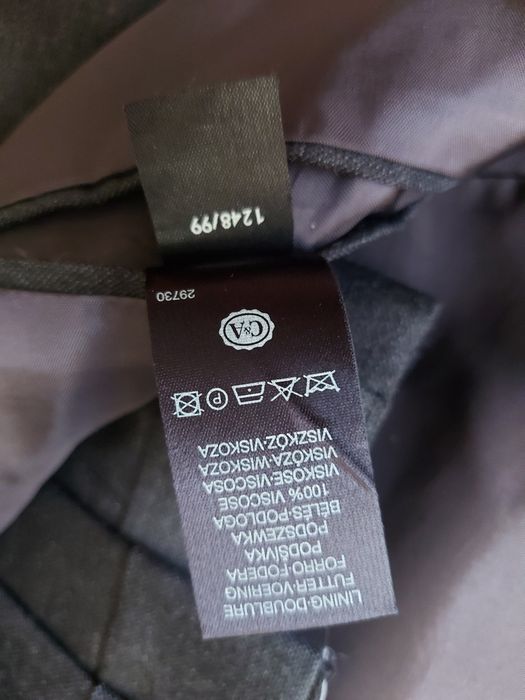 LINING-DOUBLURE
FUTTER-VOERING
FORRO-FODERA
PODŠÍVKA
PODSZEWKA
BÉLÉS-PODLOGA
100% VISCOSE
VISKOSE-VISCOSA
VISKÓZA-WISKOZA
VISZKÓZ-VISKOZA
P
C&A
29730
1248/99